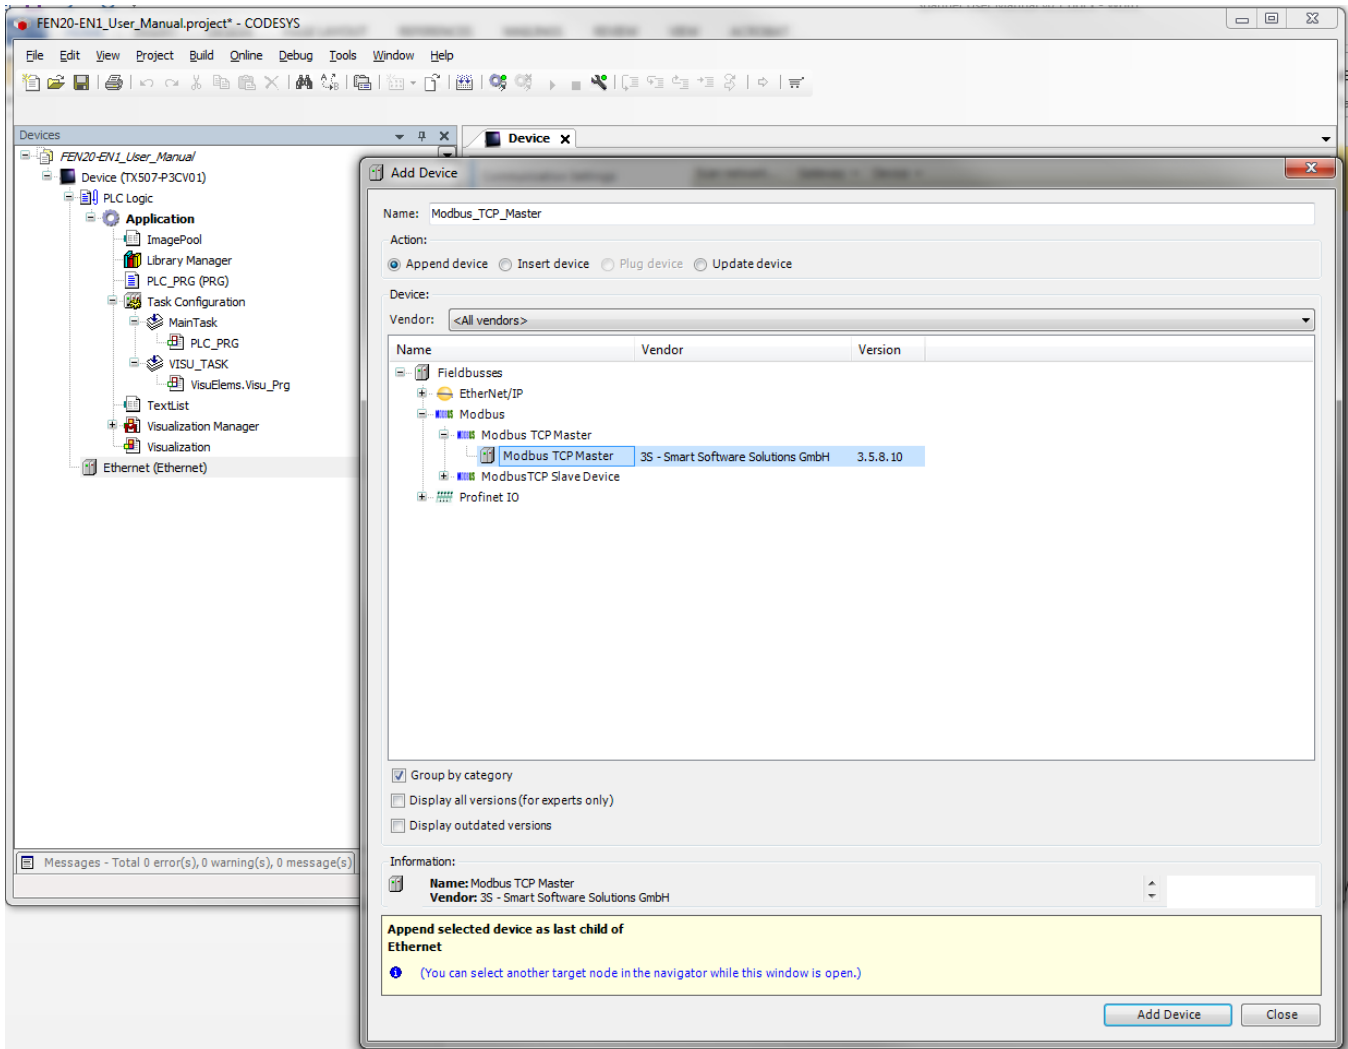 FEN20-EN1_User_Manual.project* - CODESYS
File Edit View Project Build Online Debug Tools Window Help
Devices
Device
FEN20-EN1_User_Manual
Device (TX507-P3CV01)
PLC Logic
Application
ImagePool
Library Manager
PLC_PRG (PRG)
Task Configuration
MainTask
PLC_PRG
VISU_TASK
VisuElems.Visu_Prg
TextList
Visualization Manager
Visualization
Ethernet (Ethernet)
Messages - Total 0 error(s), 0 warning(s), 0 message(s)
Add Device
Name: Modbus_TCP_Master
Action:
Append device Insert device Plug device Update device
Device:
Vendor: <All vendors>
Name Vendor Version
Fieldbusses
EtherNet/IP
Modbus
Modbus TCP Master
Modbus TCP Master 3S - Smart Software Solutions GmbH 3.5.8.10
ModbusTCP Slave Device
Profinet IO
Group by category
Display all versions (for experts only)
Display outdated versions
Information:
Name: Modbus TCP Master
Vendor: 3S - Smart Software Solutions GmbH
Append selected device as last child of
Ethernet
(You can select another target node in the navigator while this window is open.)
Add Device Close